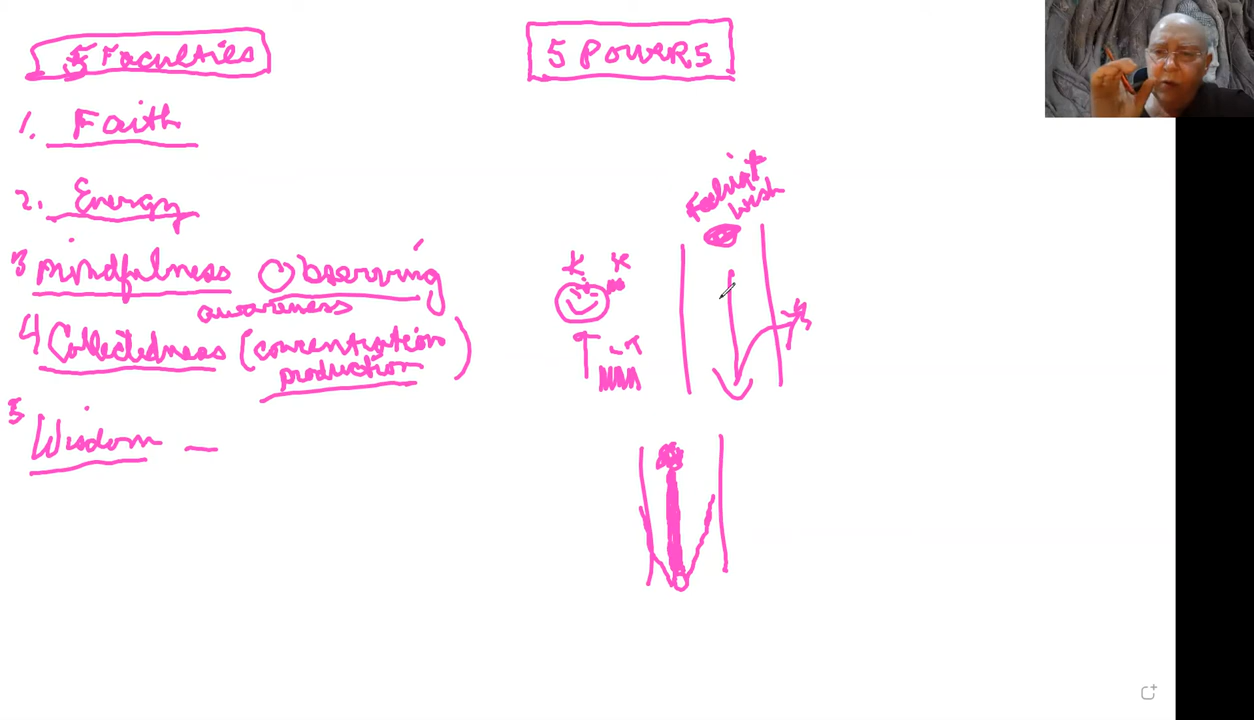 5 Faculties
5 Powers
1. Faith
2. Energy
3 Mindfulness Observing
awareness
4 Collectedness (concentration
production)
5 Wisdom —
wish
K K